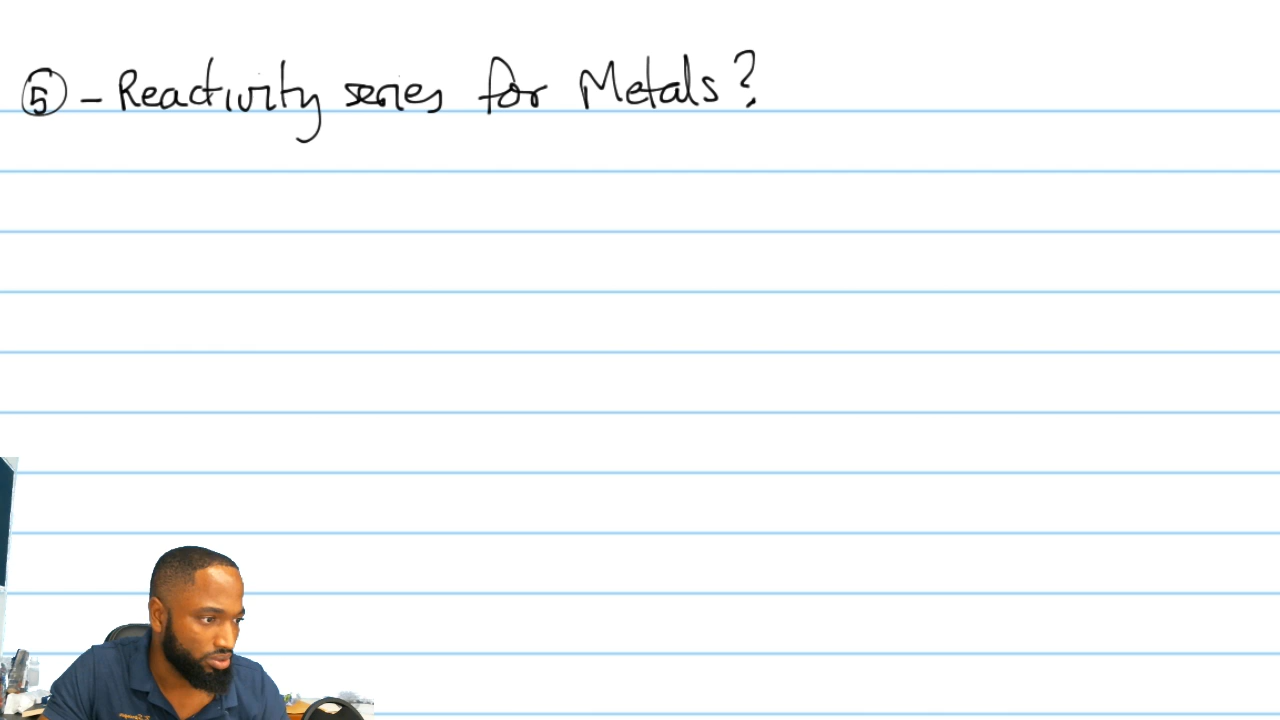 ⑤ - Reactivity series for Metals?